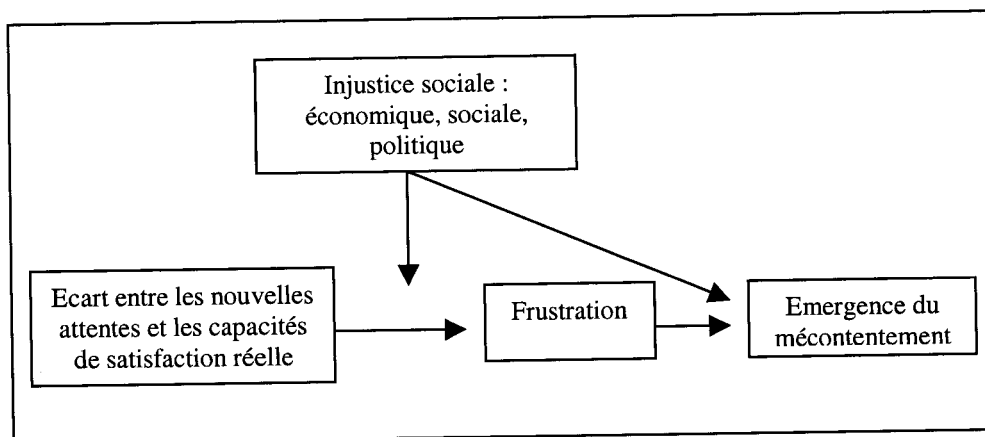 Injustice sociale :
économique, sociale,
politique
Ecart entre les nouvelles
attentes et les capacités
de satisfaction réelle
Frustration
Emergence du
mécontentement